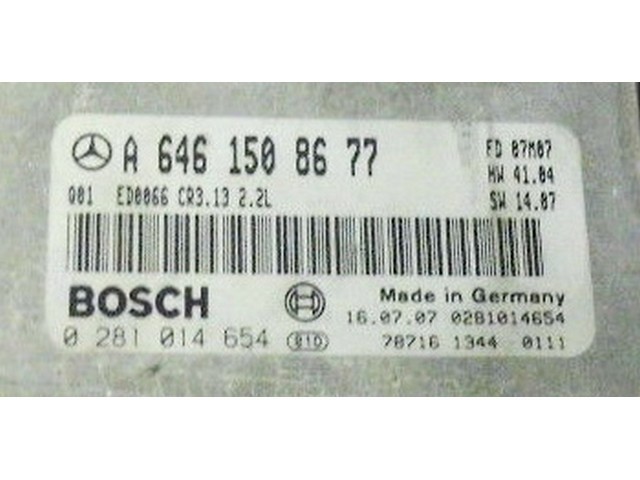 A 646 150 86 77
FD 07M07
HW 41.04
SW 14.07
Q01 ED0066 CR3.13 2.2L
BOSCH
Made in Germany
16.07.07 0281014654
0 281 014 654
78716 1344 0111